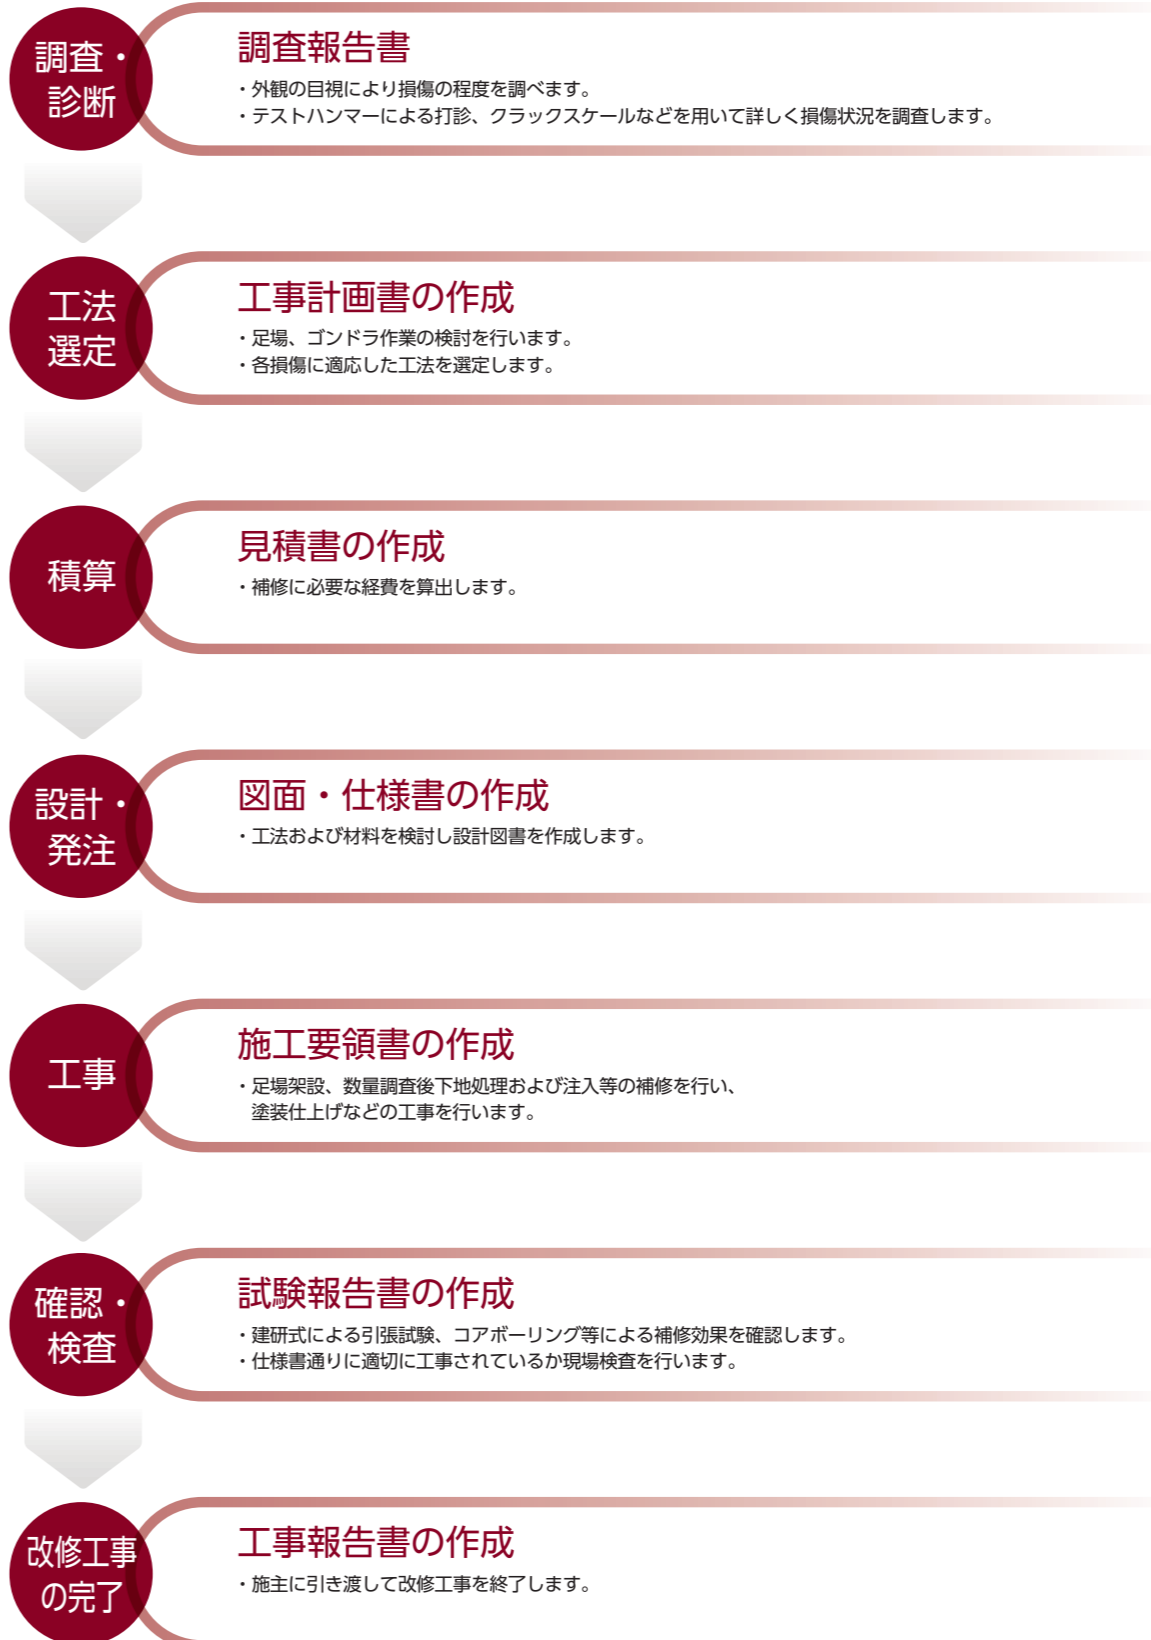 調査・
診断
調査報告書
・外観の目視により損傷の程度を調べます。
・テストハンマーによる打診、クラックスケールなどを用いて詳しく損傷状況を調査します。
工法
選定
工事計画書の作成
・足場、ゴンドラ作業の検討を行います。
・各損傷に適応した工法を選定します。
積算
見積書の作成
・補修に必要な経費を算出します。
設計・
発注
図面・仕様書の作成
・工法および材料を検討し設計図書を作成します。
工事
施工要領書の作成
・足場架設、数量調査後下地処理および注入等の補修を行い、
塗装仕上げなどの工事を行います。
確認・
検査
試験報告書の作成
・建研式による引張試験、コアボーリング等による補修効果を確認します。
・仕様書通りに適切に工事されているか現場検査を行います。
改修工事
の完了
工事報告書の作成
・施主に引き渡して改修工事を終了します。